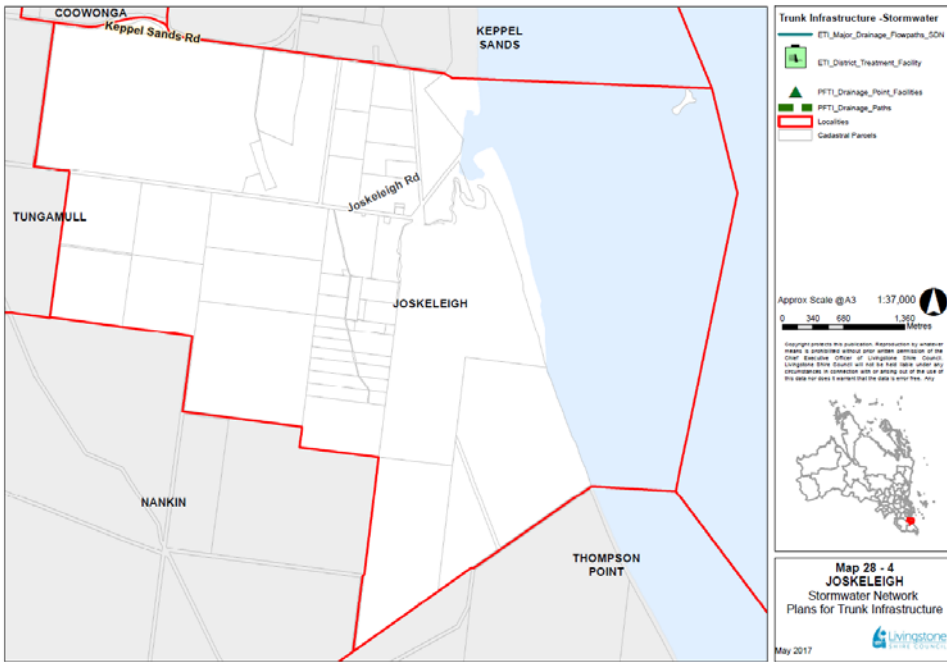 COOWONGA
Keppel Sands Rd
KEPPEL
SANDS
Joskeleigh Rd
TUNGAMULL
JOSKELEIGH
NANKIN
THOMPSON
POINT
Trunk Infrastructure -Stormwater
ETI_Major_Drainage_Flowpaths_SDN
ETI_District_Treatment_Facility
PFTI_Drainage_Point_Facilities
PFTI_Drainage_Paths
Localities
Cadastral Parcels
Approx Scale @A3 1:37,000
0 340 680 1,360
Metres
Copyright protects this publication. Reproduction by whatever
means is prohibited without prior written permission of the
Chief Executive Officer of Livingstone Shire Council.
Livingstone Shire Council will not be held liable under any
circumstances in connection with or arising out of the use of
this data nor does it warrant that the data is error free. Any
Map 28 - 4
JOSKELEIGH
Stormwater Network
Plans for Trunk Infrastructure
Livingstone
SHIRE COUNCIL
May 2017